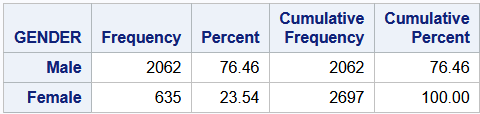 Cumulative Cumulative
GENDER Frequency Percent Frequency Percent
Male 2062 76.46 2062 76.46
Female 635 23.54 2697 100.00